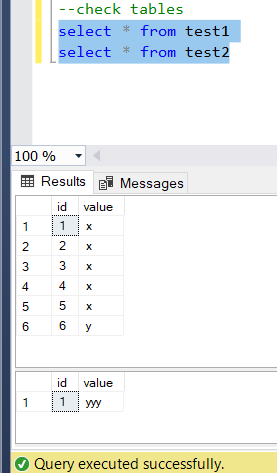 --check tables
select * from test1
select * from test2
100 %
Results Messages
id value
1 1 x
2 2 x
3 3 x
4 4 x
5 5 x
6 6 y
id value
1 1 yyy
Query executed successfully.